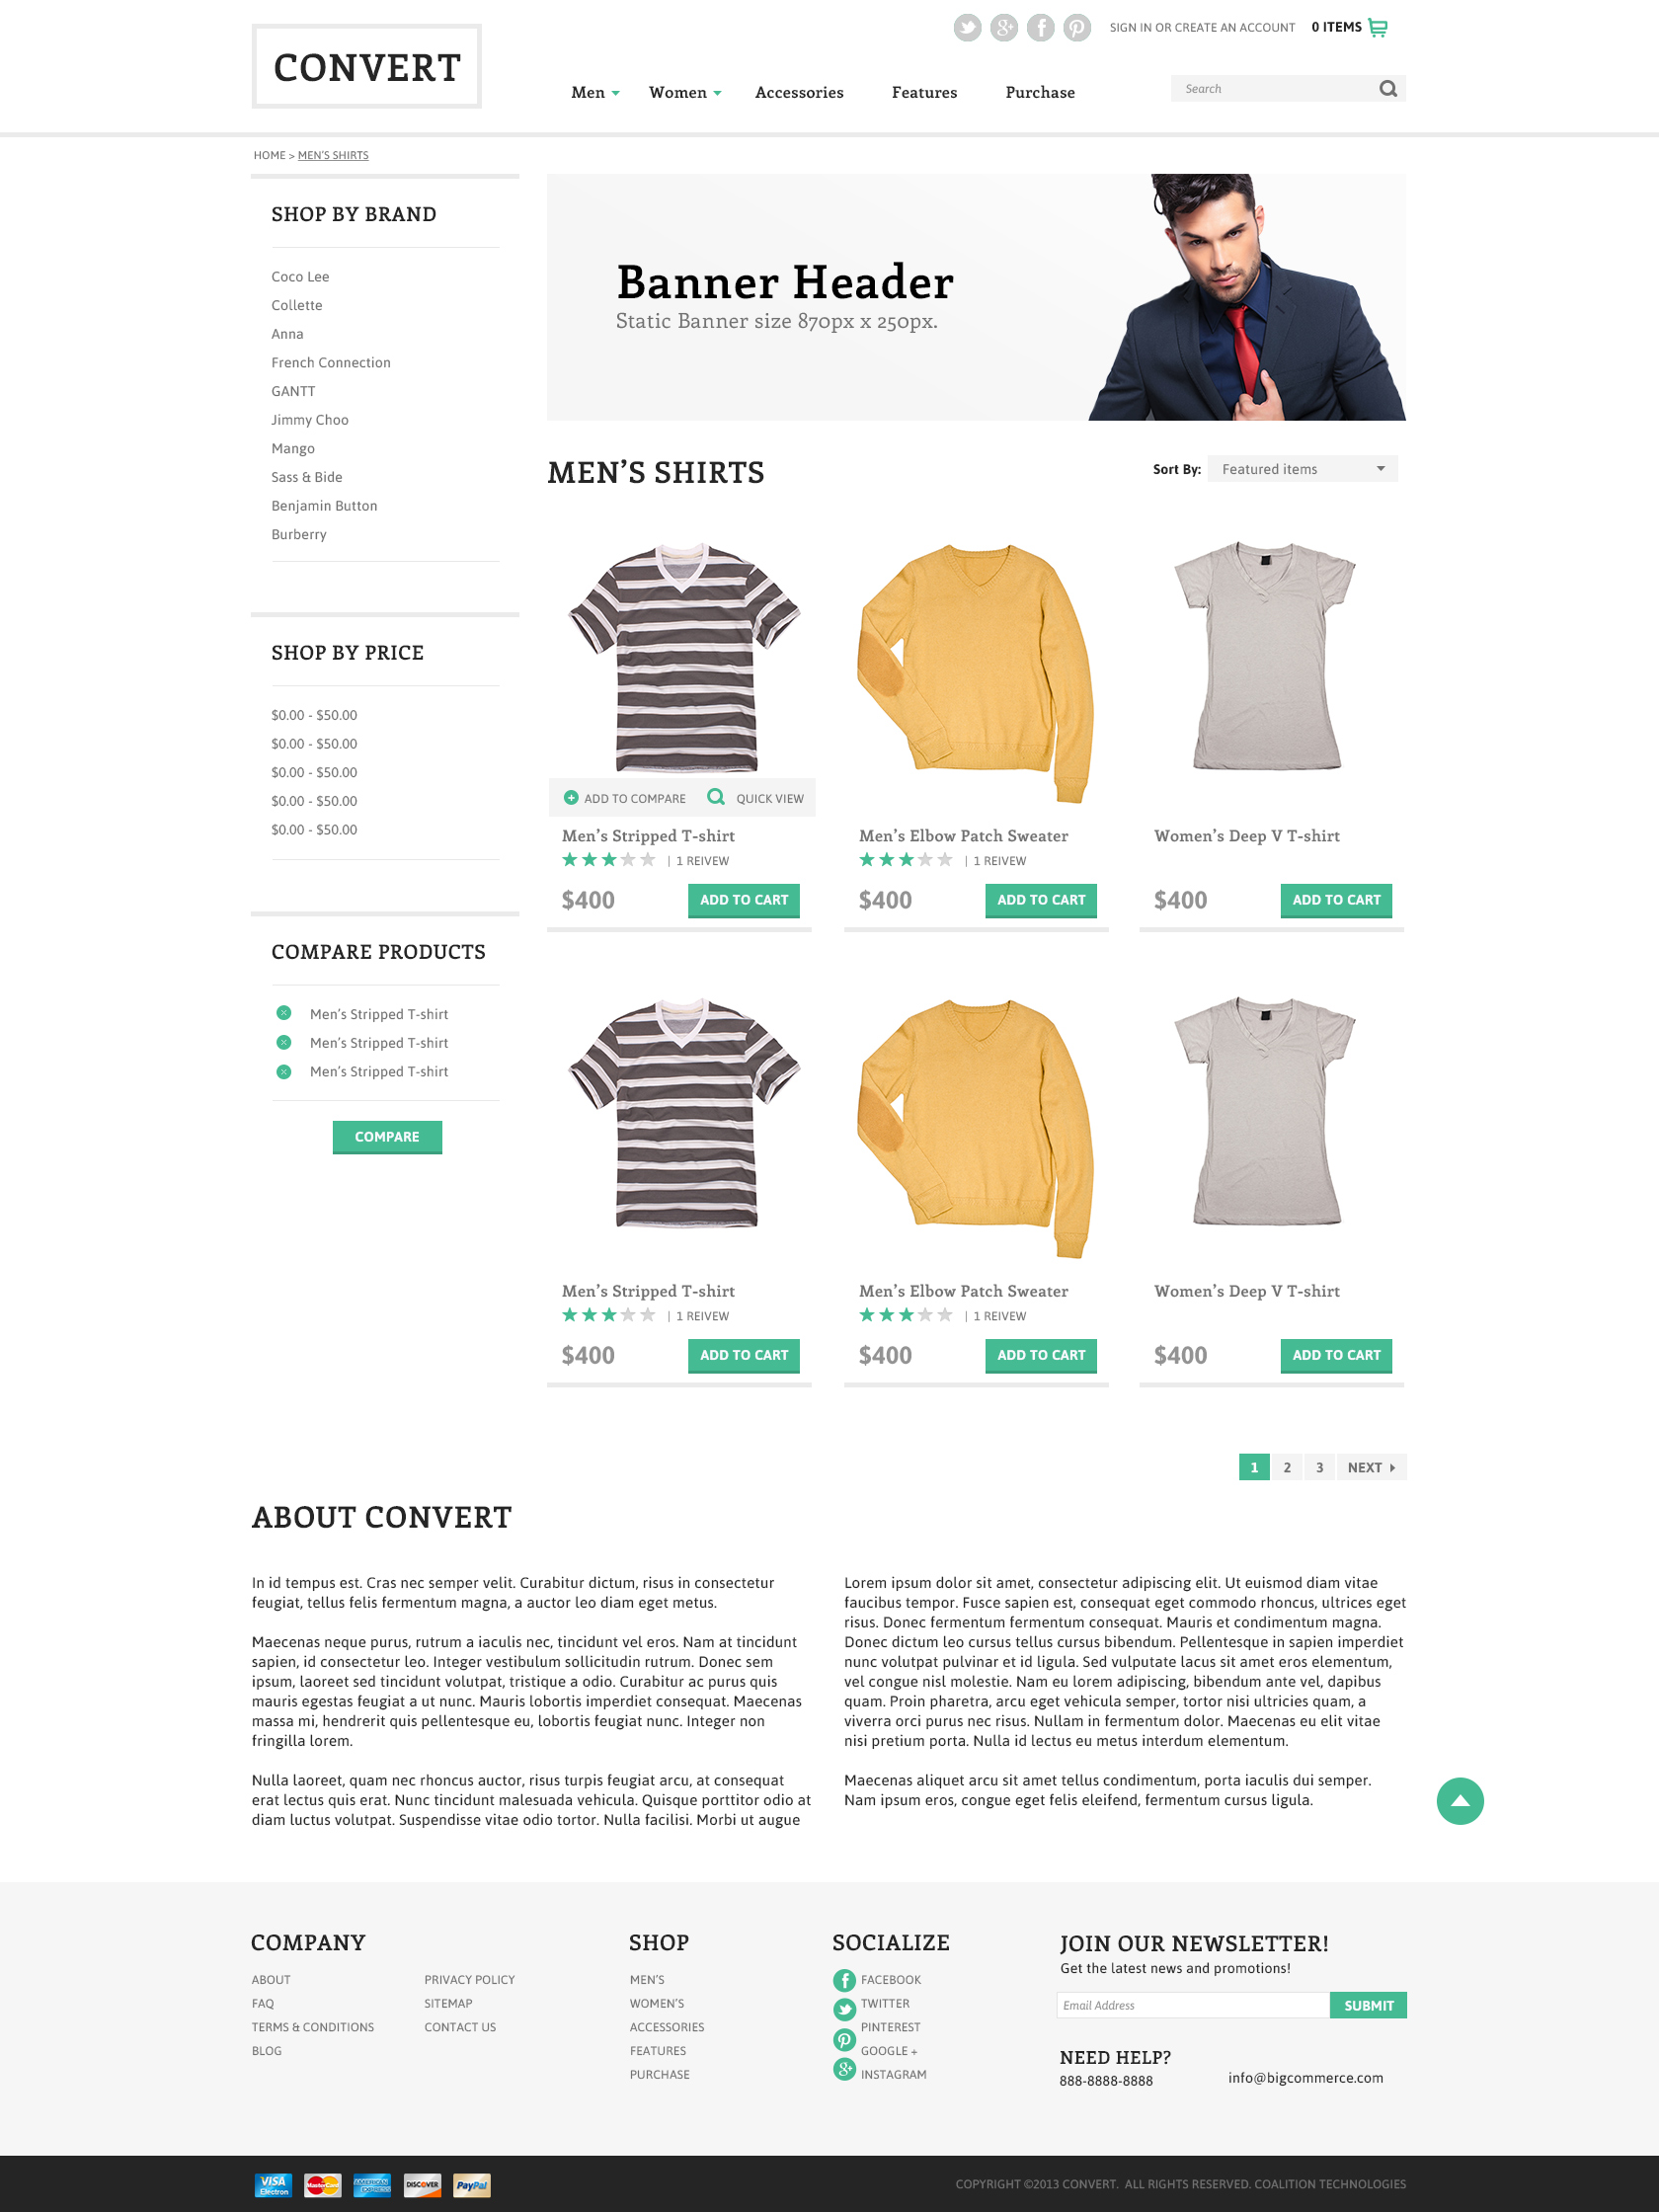 SIGN IN OR CREATE AN ACCOUNT
0 ITEMS
CONVERT
Men
Women
Accessories
Features
Purchase
Search
HOME > MEN'S SHIRTS
SHOP BY BRAND
Coco Lee
Collette
Anna
French Connection
GANTT
Jimmy Choo
Mango
Sass & Bide
Benjamin Button
Burberry
SHOP BY PRICE
$0.00 - $50.00
$0.00 - $50.00
$0.00 - $50.00
$0.00 - $50.00
$0.00 - $50.00
COMPARE PRODUCTS
Men's Stripped T-shirt
Men's Stripped T-shirt
Men's Stripped T-shirt
COMPARE
Banner Header
Static Banner size 870px x 250px.
MEN'S SHIRTS
Sort By:
Featured items
ADD TO COMPARE
QUICK VIEW
Men's Stripped T-shirt
| 1 REIVEW
$400
ADD TO CART
Men's Elbow Patch Sweater
| 1 REIVEW
$400
ADD TO CART
Women's Deep V T-shirt
$400
ADD TO CART
Men's Stripped T-shirt
| 1 REIVEW
$400
ADD TO CART
Men's Elbow Patch Sweater
| 1 REIVEW
$400
ADD TO CART
Women's Deep V T-shirt
$400
ADD TO CART
1
2
3
NEXT
ABOUT CONVERT
In id tempus est. Cras nec semper velit. Curabitur dictum, risus in consectetur
feugiat, tellus felis fermentum magna, a auctor leo diam eget metus.
Maecenas neque purus, rutrum a iaculis nec, tincidunt vel eros. Nam at tincidunt
sapien, id consectetur leo. Integer vestibulum sollicitudin rutrum. Donec sem
ipsum, laoreet sed tincidunt volutpat, tristique a odio. Curabitur ac purus quis
mauris egestas feugiat a ut nunc. Mauris lobortis imperdiet consequat. Maecenas
massa mi, hendrerit quis pellentesque eu, lobortis feugiat nunc. Integer non
fringilla lorem.
Nulla laoreet, quam nec rhoncus auctor, risus turpis feugiat arcu, at consequat
erat lectus quis erat. Nunc tincidunt malesuada vehicula. Quisque porttitor odio at
diam luctus volutpat. Suspendisse vitae odio tortor. Nulla facilisi. Morbi ut augue
Lorem ipsum dolor sit amet, consectetur adipiscing elit. Ut euismod diam vitae
faucibus tempor. Fusce sapien est, consequat eget commodo rhoncus, ultrices eget
risus. Donec fermentum fermentum consequat. Mauris et condimentum magna.
Donec dictum leo cursus tellus cursus bibendum. Pellentesque in sapien imperdiet
nunc volutpat pulvinar et id ligula. Sed vulputate lacus sit amet eros elementum,
vel congue nisl molestie. Nam eu lorem adipiscing, bibendum ante vel, dapibus
quam. Proin pharetra, arcu eget vehicula semper, tortor nisi ultricies quam, a
viverra orci purus nec risus. Nullam in fermentum dolor. Maecenas eu elit vitae
nisi pretium porta. Nulla id lectus eu metus interdum elementum.
Maecenas aliquet arcu sit amet tellus condimentum, porta iaculis dui semper.
Nam ipsum eros, congue eget felis eleifend, fermentum cursus ligula.
COMPANY
ABOUT
FAQ
TERMS & CONDITIONS
BLOG
PRIVACY POLICY
SITEMAP
CONTACT US
SHOP
MEN'S
WOMEN'S
ACCESSORIES
FEATURES
PURCHASE
SOCIALIZE
FACEBOOK
TWITTER
PINTEREST
GOOGLE +
INSTAGRAM
JOIN OUR NEWSLETTER!
Get the latest news and promotions!
Email Address
SUBMIT
NEED HELP?
888-8888-8888
info@bigcommerce.com
VISA
Electron
MasterCard
AMERICAN
EXPRESS
DISCOVER
PayPal
COPYRIGHT ©2013 CONVERT. ALL RIGHTS RESERVED. COALITION TECHNOLOGIES